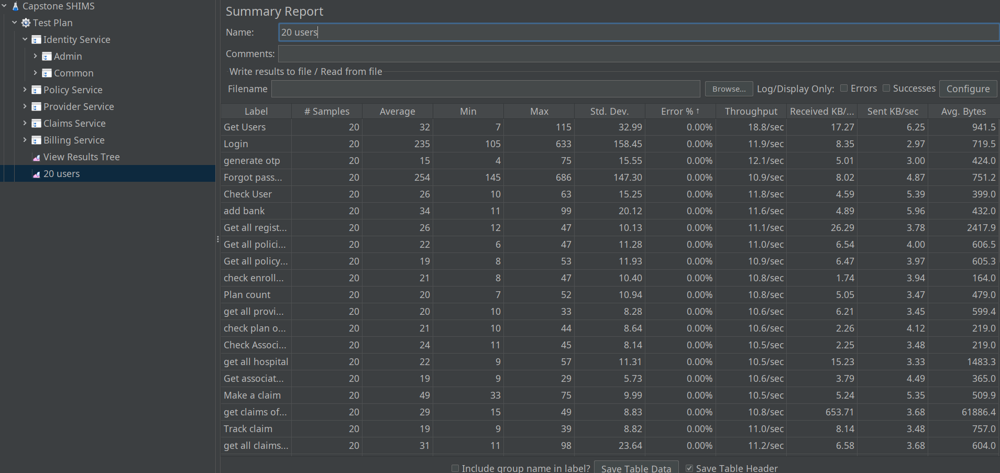 Capstone SHIMS
Test Plan
Identity Service
Admin
Common
Policy Service
Provider Service
Claims Service
Billing Service
View Results Tree
20 users
Summary Report
Name: 20 users
Comments:
Write results to file / Read from file
Filename Browse... Log/Display Only: Errors Successes Configure
Label # Samples Average Min Max Std. Dev. Error % ↑ Throughput Received KB/... Sent KB/sec Avg. Bytes
Get Users 20 32 7 115 32.99 0.00% 18.8/sec 17.27 6.25 941.5
Login 20 235 105 633 158.45 0.00% 11.9/sec 8.35 2.97 719.5
generate otp 20 15 4 75 15.55 0.00% 12.1/sec 5.01 3.00 424.0
Forgot pass... 20 254 145 686 147.30 0.00% 10.9/sec 8.02 4.87 751.2
Check User 20 26 10 63 15.25 0.00% 11.8/sec 4.59 5.39 399.0
add bank 20 34 11 99 20.12 0.00% 11.6/sec 4.89 5.96 432.0
Get all regist... 20 26 12 47 10.13 0.00% 11.1/sec 26.29 3.78 2417.9
Get all polici... 20 22 6 47 11.28 0.00% 11.0/sec 6.54 4.00 606.5
Get all policy... 20 19 8 53 11.93 0.00% 10.9/sec 6.47 3.97 605.3
check enroll... 20 21 8 47 10.40 0.00% 10.8/sec 1.74 3.94 164.0
Plan count 20 20 7 52 10.94 0.00% 10.8/sec 5.05 3.47 479.0
get all provi... 20 20 10 33 8.28 0.00% 10.6/sec 6.21 3.45 599.4
check plan o... 20 21 10 44 8.64 0.00% 10.6/sec 2.26 4.12 219.0
Check Associ... 20 24 11 45 8.14 0.00% 10.5/sec 2.25 3.48 219.0
get all hospital 20 22 9 57 11.31 0.00% 10.5/sec 15.23 3.33 1483.3
Get associat... 20 19 9 29 5.73 0.00% 10.6/sec 3.79 4.49 365.0
Make a claim 20 49 33 75 9.99 0.00% 10.5/sec 5.24 5.35 509.9
get claims of... 20 29 15 49 8.83 0.00% 10.8/sec 653.71 3.68 61886.4
Track claim 20 19 9 39 8.82 0.00% 11.0/sec 8.14 3.48 757.0
get all claims... 20 31 11 98 23.64 0.00% 11.2/sec 6.58 3.68 604.0
Include group name in label? Save Table Data Save Table Header